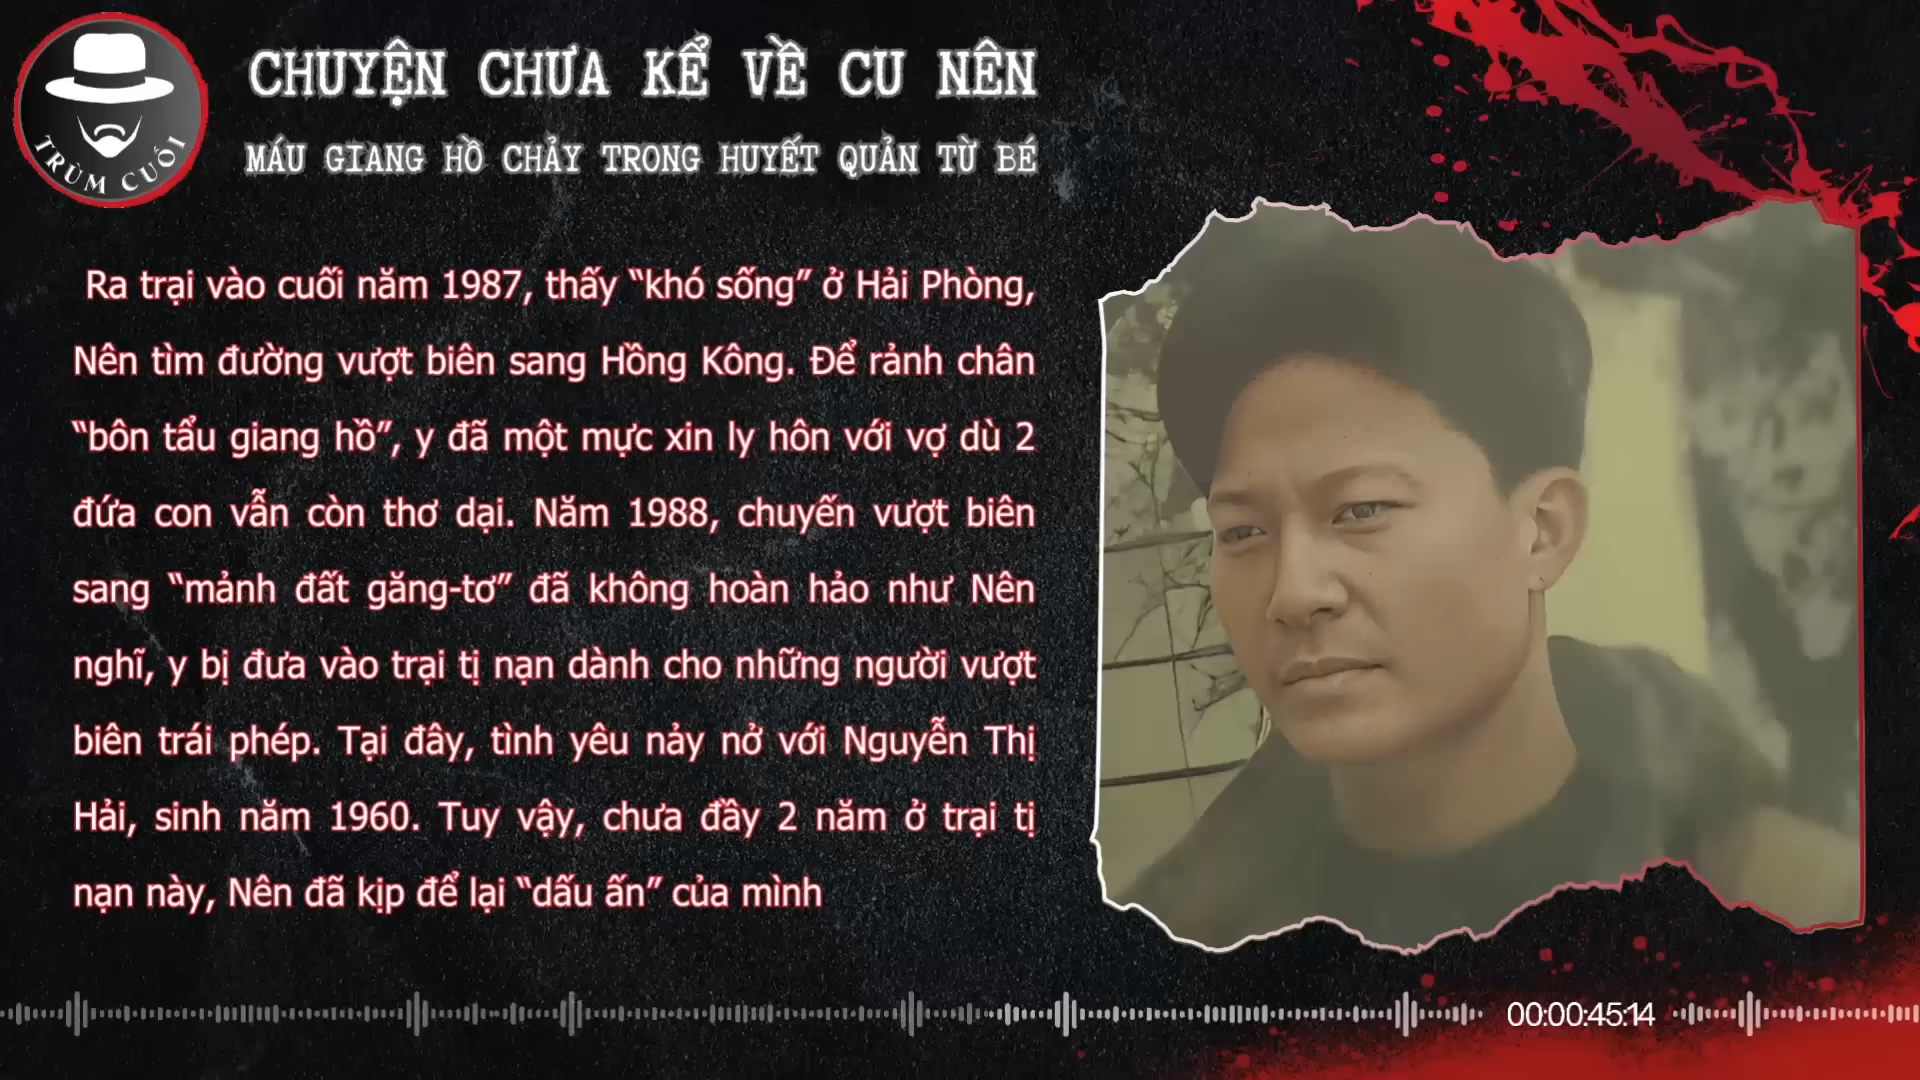 TRÙM CUỐI
CHUYỆN CHƯA KỂ VỀ CU NÊN
MÁU GIANG HỒ CHẢY TRONG HUYẾT QUẢN TỪ BÉ
Ra trại vào cuối năm 1987, thấy “khó sống” ở Hải Phòng,
Nên tìm đường vượt biên sang Hồng Kông. Để rảnh chân
“bôn tẩu giang hồ”, y đã một mực xin ly hôn với vợ dù 2
đứa con vẫn còn thơ dại. Năm 1988, chuyến vượt biên
sang “mảnh đất găng-tơ” đã không hoàn hảo như Nên
nghĩ, y bị đưa vào trại tị nạn dành cho những người vượt
biên trái phép. Tại đây, tình yêu nảy nở với Nguyễn Thị
Hải, sinh năm 1960. Tuy vậy, chưa đầy 2 năm ở trại tị
nạn này, Nên đã kịp để lại “dấu ấn” của mình
00:00:45:14